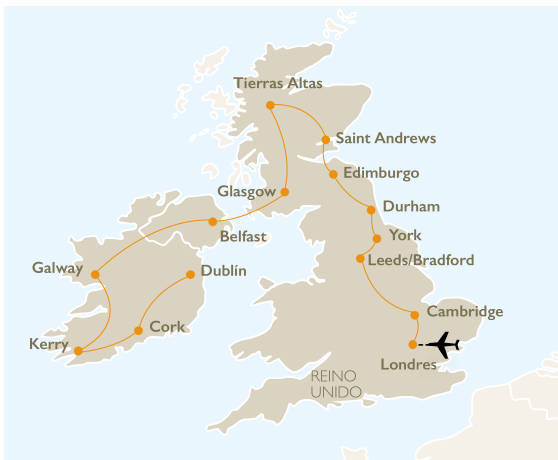 Tierras Altas
Saint Andrews
Edimburgo
Glasgow
Durham
Belfast
York
Leeds/Bradford
Galway
Dublín
Cambridge
Cork
Kerry
Londres
REINO
UNIDO